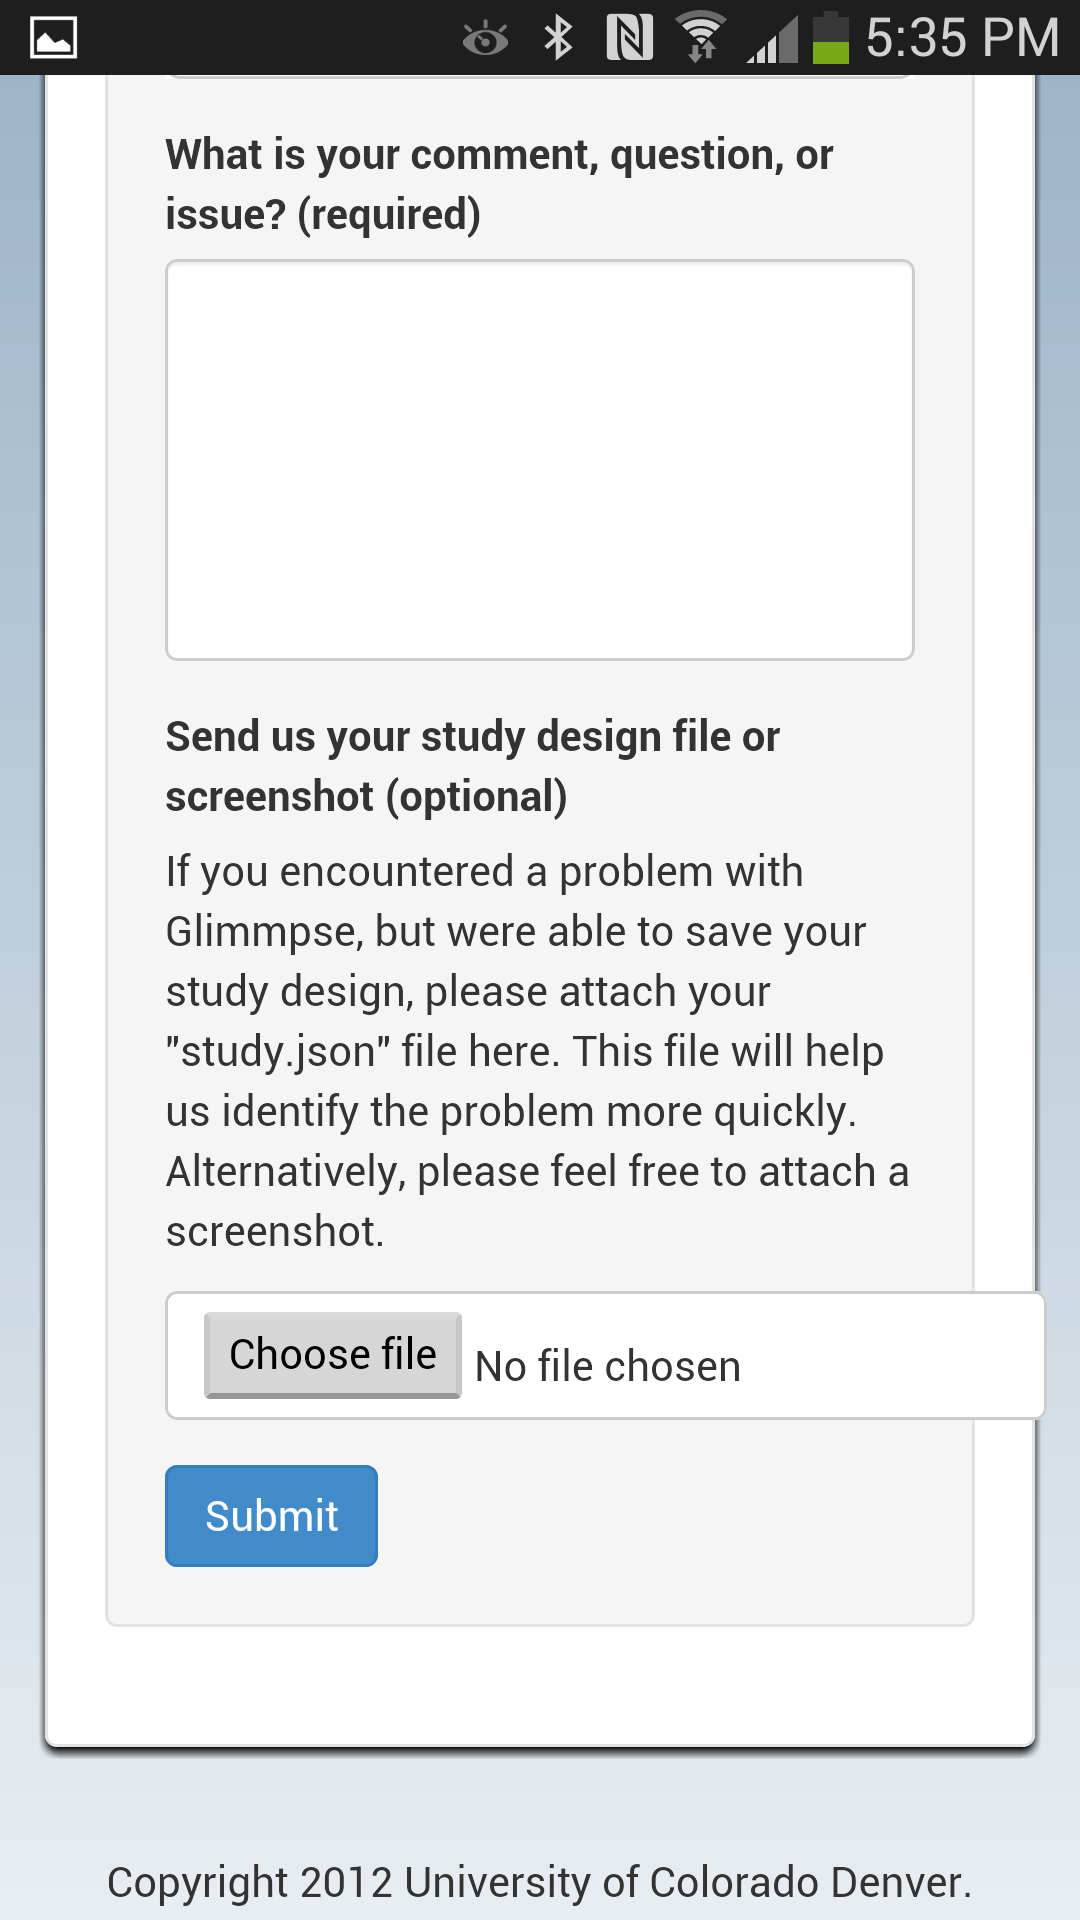 5:35 PM
What is your comment, question, or
issue? (required)
Send us your study design file or
screenshot (optional)
If you encountered a problem with
Glimmpse, but were able to save your
study design, please attach your
"study.json" file here. This file will help
us identify the problem more quickly.
Alternatively, please feel free to attach a
screenshot.
Choose file No file chosen
Submit
Copyright 2012 University of Colorado Denver.